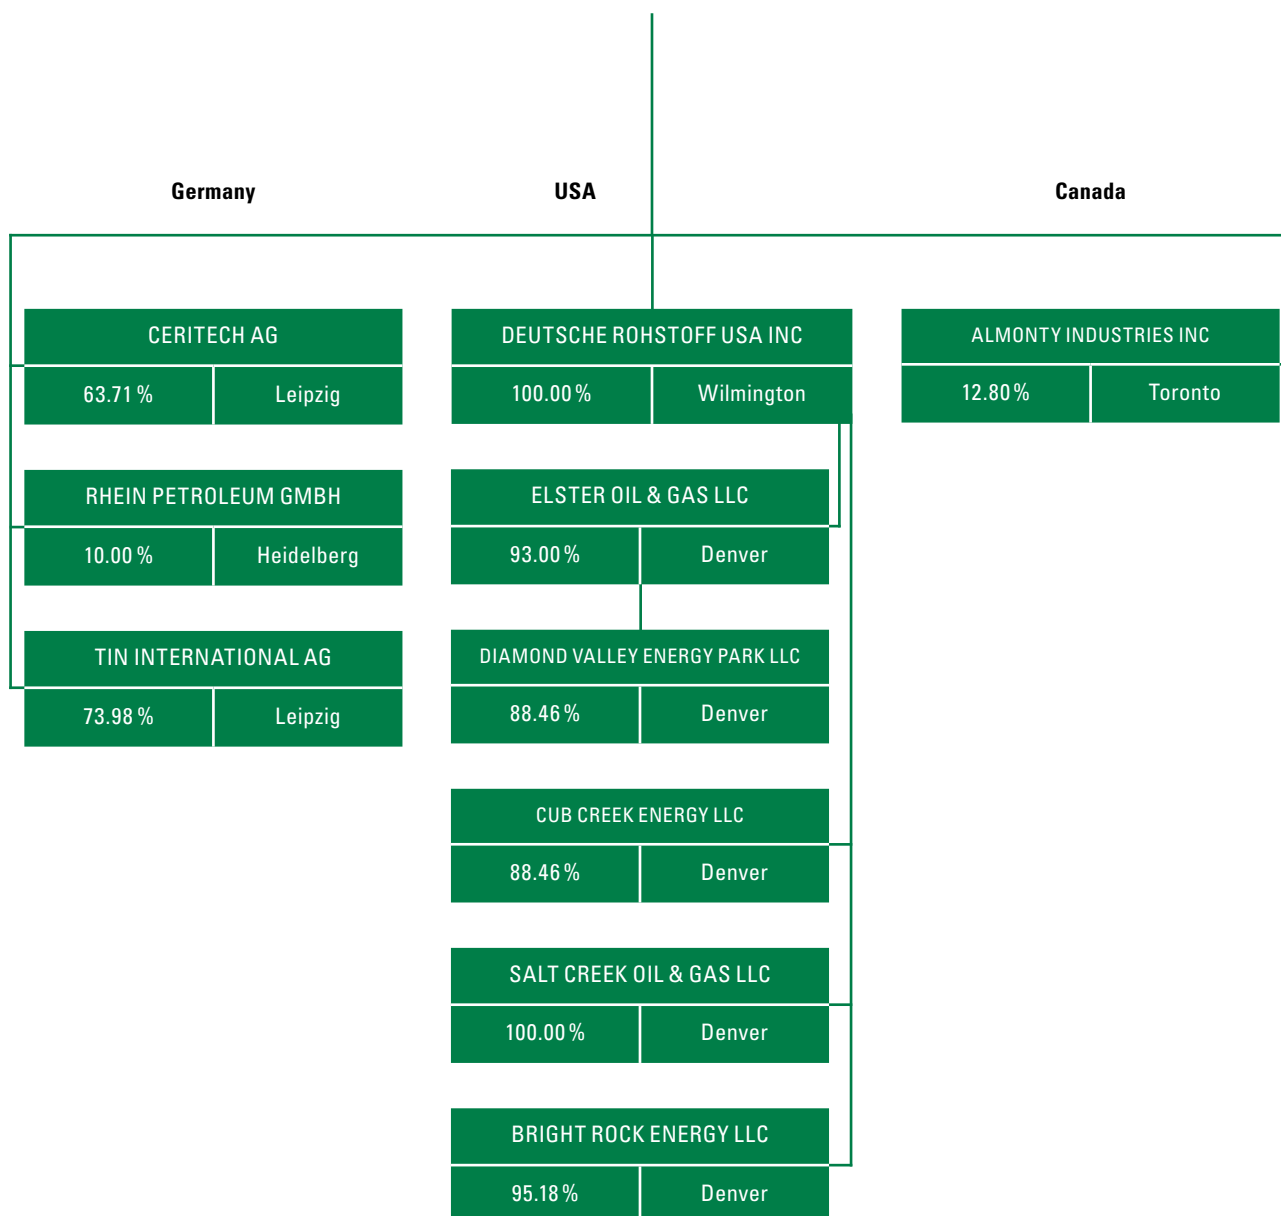 Germany
USA
Canada
CERITECH AG
63.71 %
Leipzig
RHEIN PETROLEUM GMBH
10.00 %
Heidelberg
TIN INTERNATIONAL AG
73.98 %
Leipzig
DEUTSCHE ROHSTOFF USA INC
100.00 %
Wilmington
ELSTER OIL & GAS LLC
93.00 %
Denver
DIAMOND VALLEY ENERGY PARK LLC
88.46 %
Denver
CUB CREEK ENERGY LLC
88.46 %
Denver
SALT CREEK OIL & GAS LLC
100.00 %
Denver
BRIGHT ROCK ENERGY LLC
95.18 %
Denver
ALMONTY INDUSTRIES INC
12.80 %
Toronto